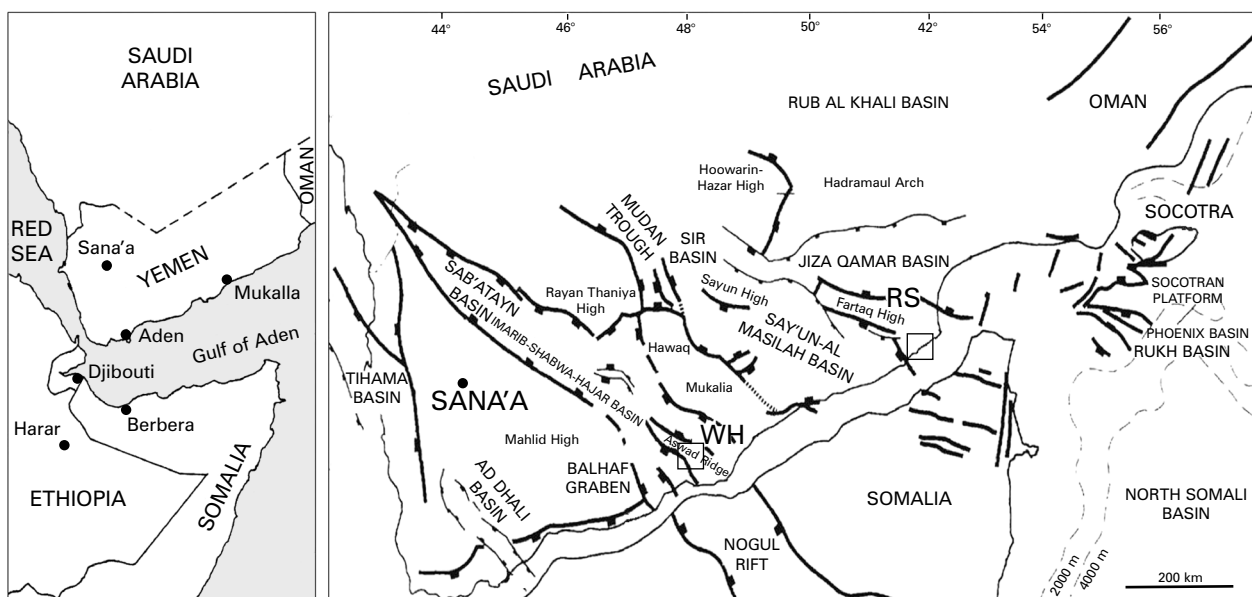 SAUDI
ARABIA
OMAN
RED
SEA
Sana'a
YEMEN
Mukalla
Aden
Gulf of Aden
Djibouti
Berbera
Harar
ETHIOPIA
SOMALIA
44°
46°
48°
50°
42°
54°
56°
SAUDI ARABIA
RUB AL KHALI BASIN
OMAN
Hoowarin-
Hazar High
Hadramaul Arch
MUDAN
TROUGH
SIR
BASIN
SOCOTRA
JIZA QAMAR BASIN
SAB'ATAYN
BASIN
IMARIB-SHABWA-HAJAR BASIN
Rayan Thaniya
High
Sayun High
Fartaq High
RS
SOCOTRAN
PLATFORM
SAY'UN-AL
MASILAH BASIN
PHOENIX BASIN
RUKH BASIN
Hawaq
TIHAMA
BASIN
SANA'A
Mukalia
Mahlid High
WH
Aswad Ridge
BALHAF
GRABEN
AD DHALI
BASIN
SOMALIA
NORTH SOMALI
BASIN
NOGUL
RIFT
2000 m
4000 m
200 km